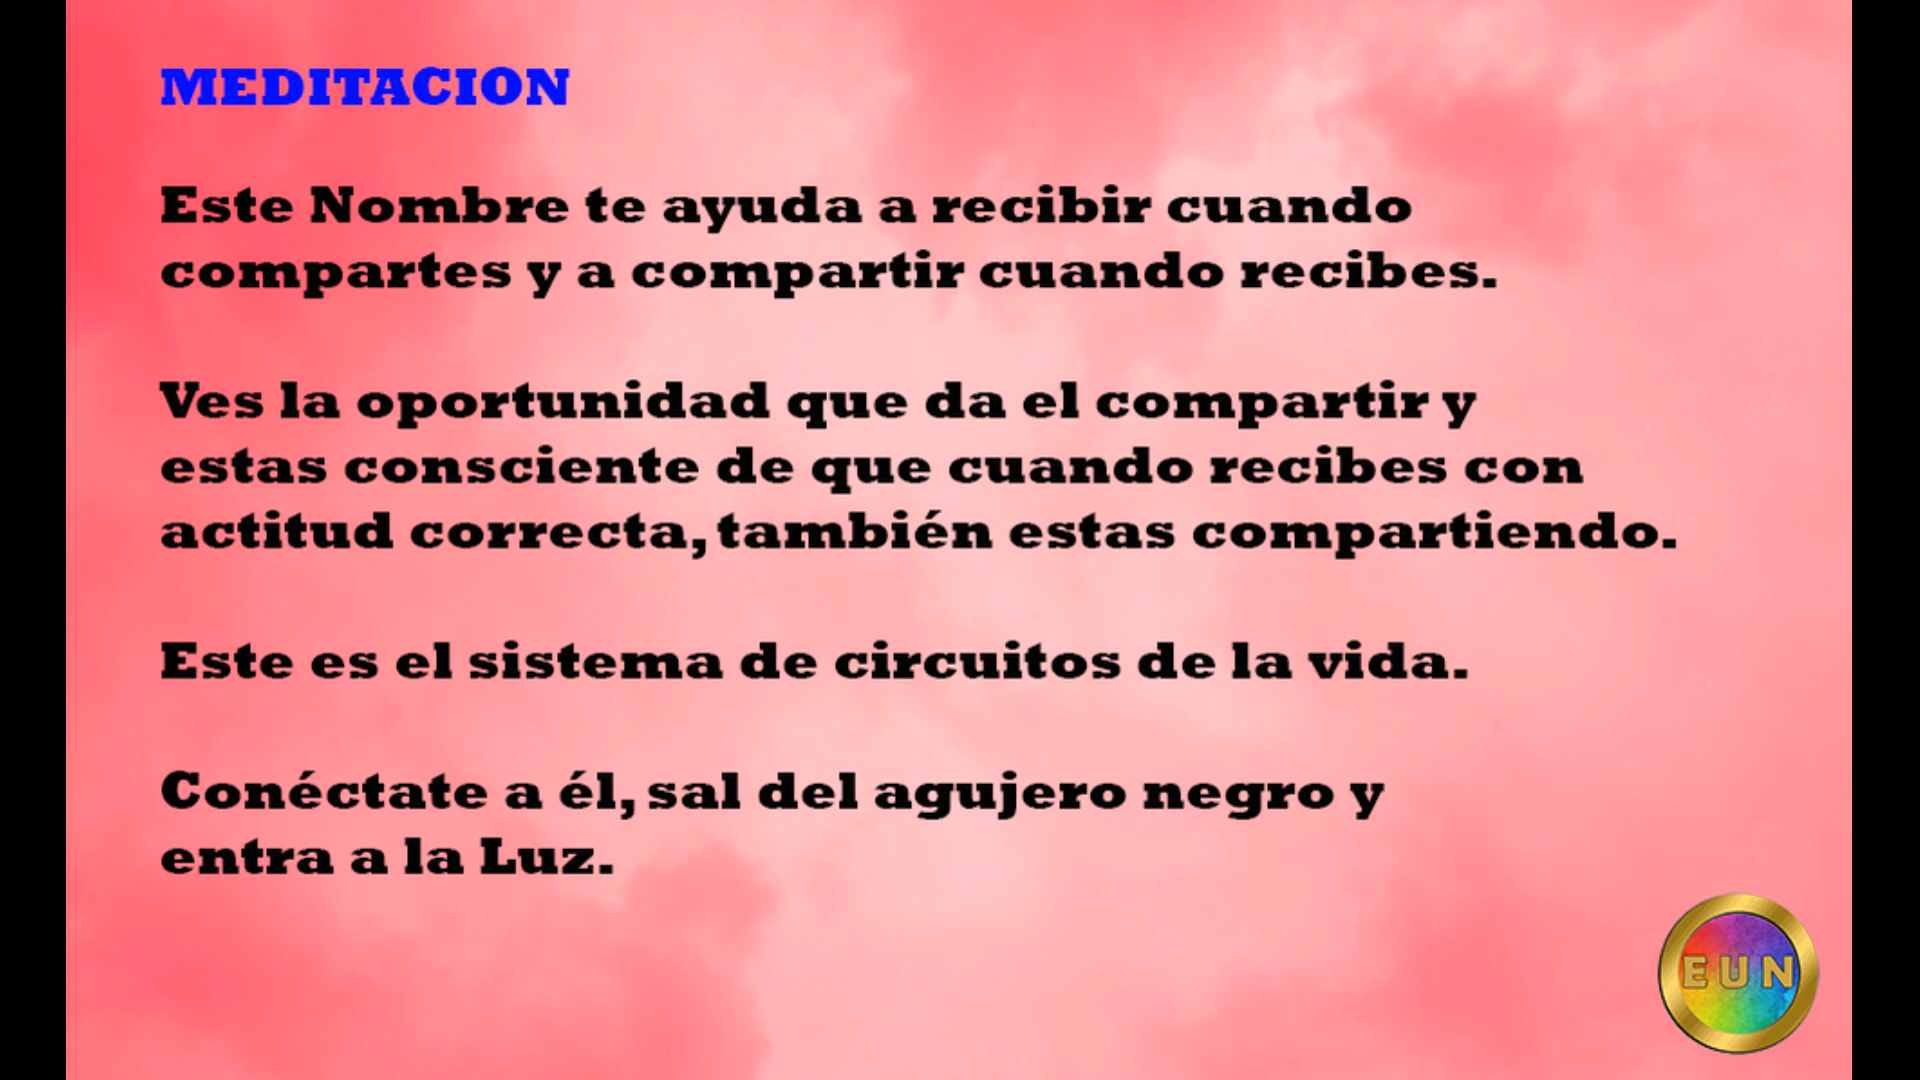 MEDITACION
Este Nombre te ayuda a recibir cuando
compartes y a compartir cuando recibes.
Ves la oportunidad que da el compartir y
estas consciente de que cuando recibes con
actitud correcta, también estas compartiendo.
Este es el sistema de circuitos de la vida.
Conéctate a él, sal del agujero negro y
entra a la Luz.
EUN